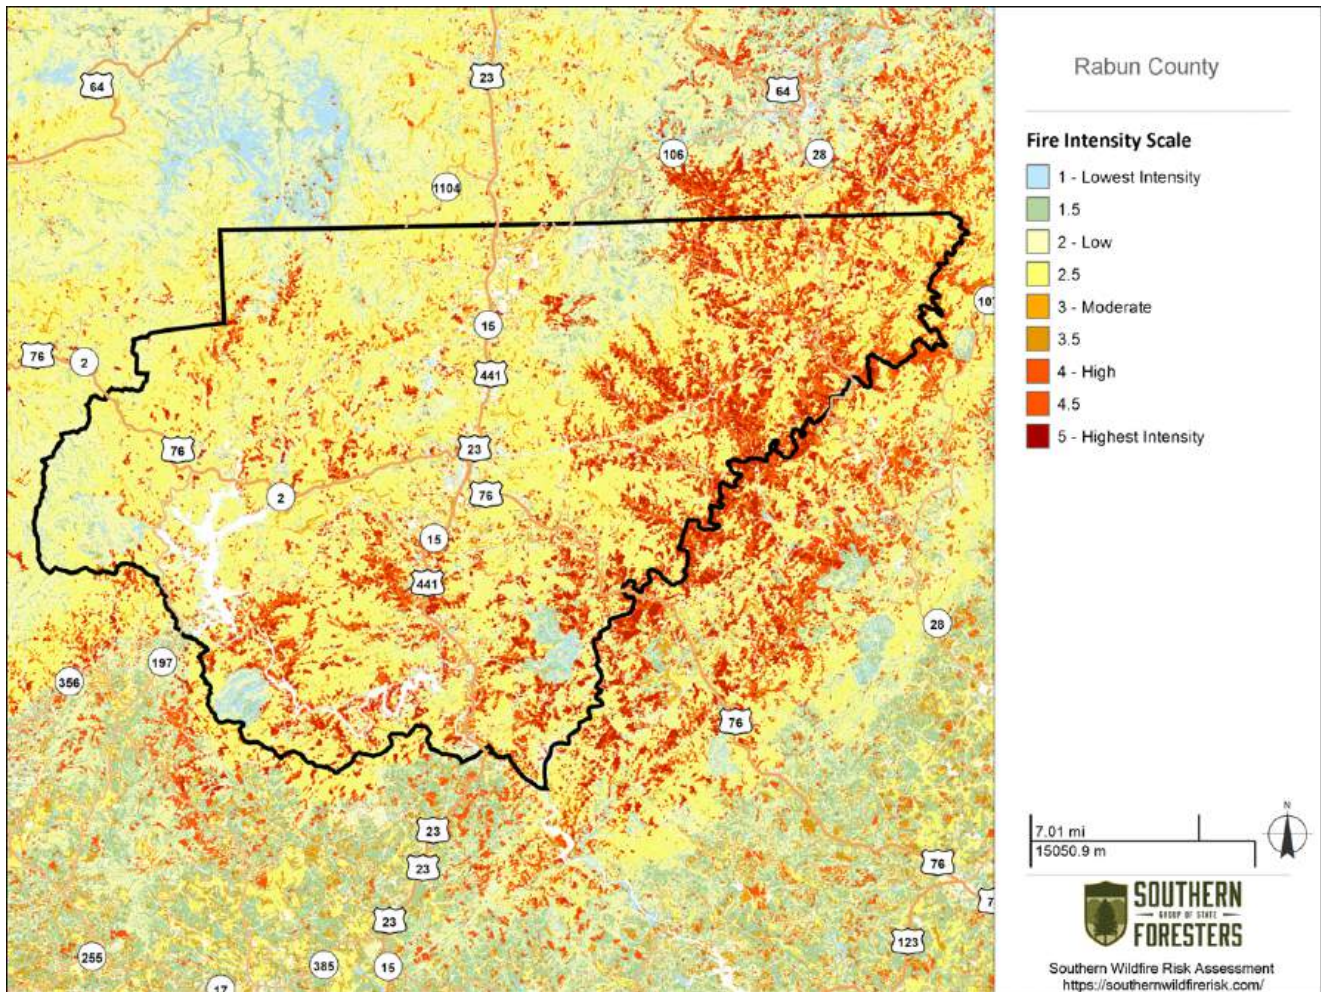 Rabun County
Fire Intensity Scale
1 - Lowest Intensity
1.5
2 - Low
2.5
3 - Moderate
3.5
4 - High
4.5
5 - Highest Intensity
N
7.01 mi
15050.9 m
SOUTHERN
GROUP OF STATE
FORESTERS
Southern Wildfire Risk Assessment
https://southernwildfirerisk.com/
64
23
64
106
28
1104
15
107
76
2
441
76
23
2
76
15
441
28
197
356
76
23
23
76
7
23
123
255
385
15
17